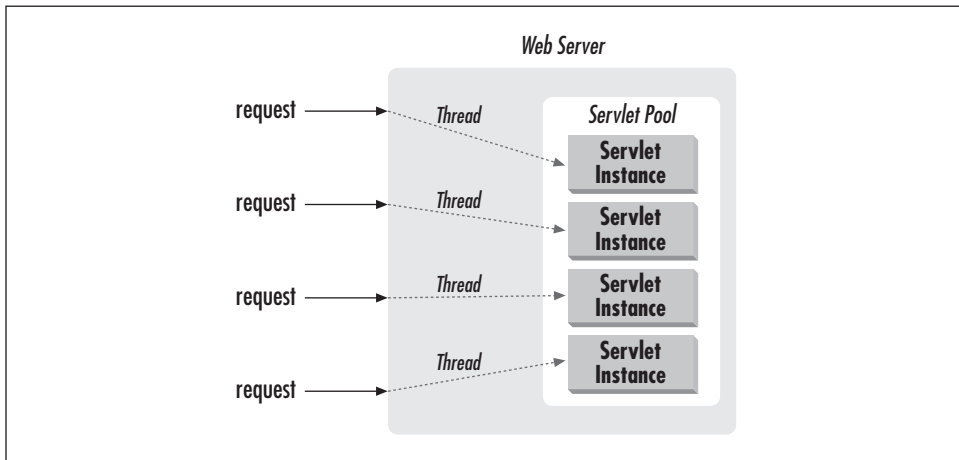 Web Server
request
Thread
Servlet Pool
Servlet
Instance
request
Thread
Servlet
Instance
request
Thread
Servlet
Instance
request
Thread
Servlet
Instance